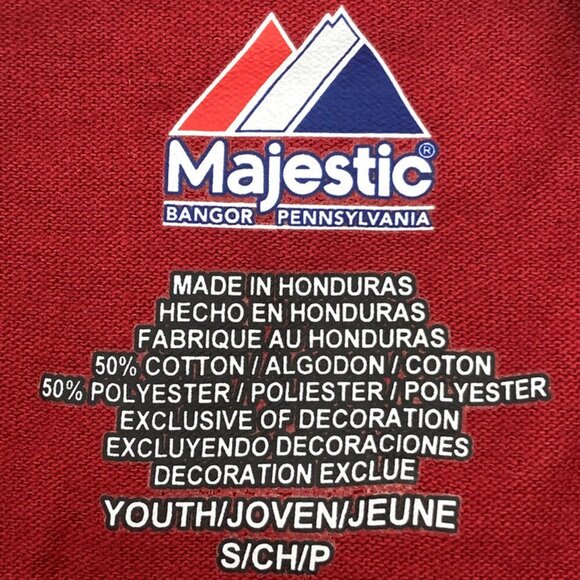 Majestic®
BANGOR PENNSYLVANIA
MADE IN HONDURAS
HECHO EN HONDURAS
FABRIQUE AU HONDURAS
50% COTTON / ALGODON / COTON
50% POLYESTER / POLIESTER / POLYESTER
EXCLUSIVE OF DECORATION
EXCLUYENDO DECORACIONES
DECORATION EXCLUE
YOUTH/JOVEN/JEUNE
S/CH/P